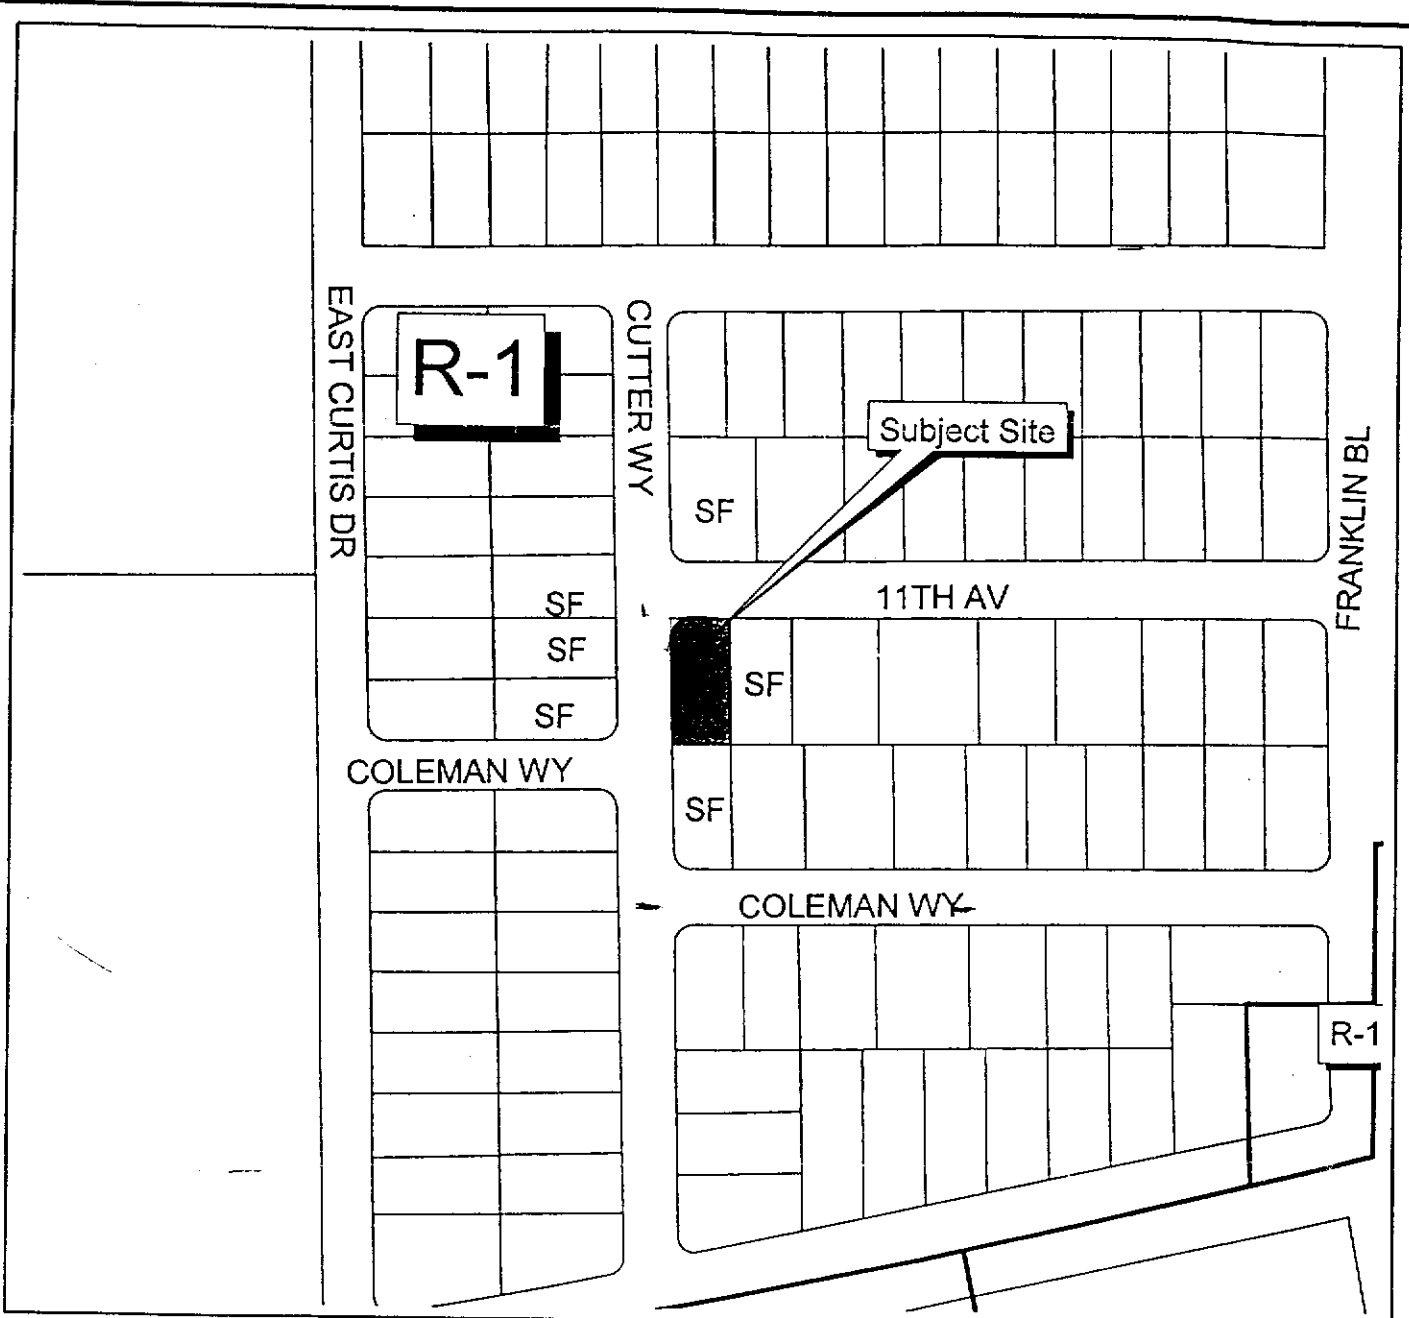 EAST CURTIS DR
R-1
CUTTER WY
Subject Site
FRANKLIN BL
SF
11TH AV
SF
SF
SF
SF
COLEMAN WY
SF
COLEMAN WY
R-1